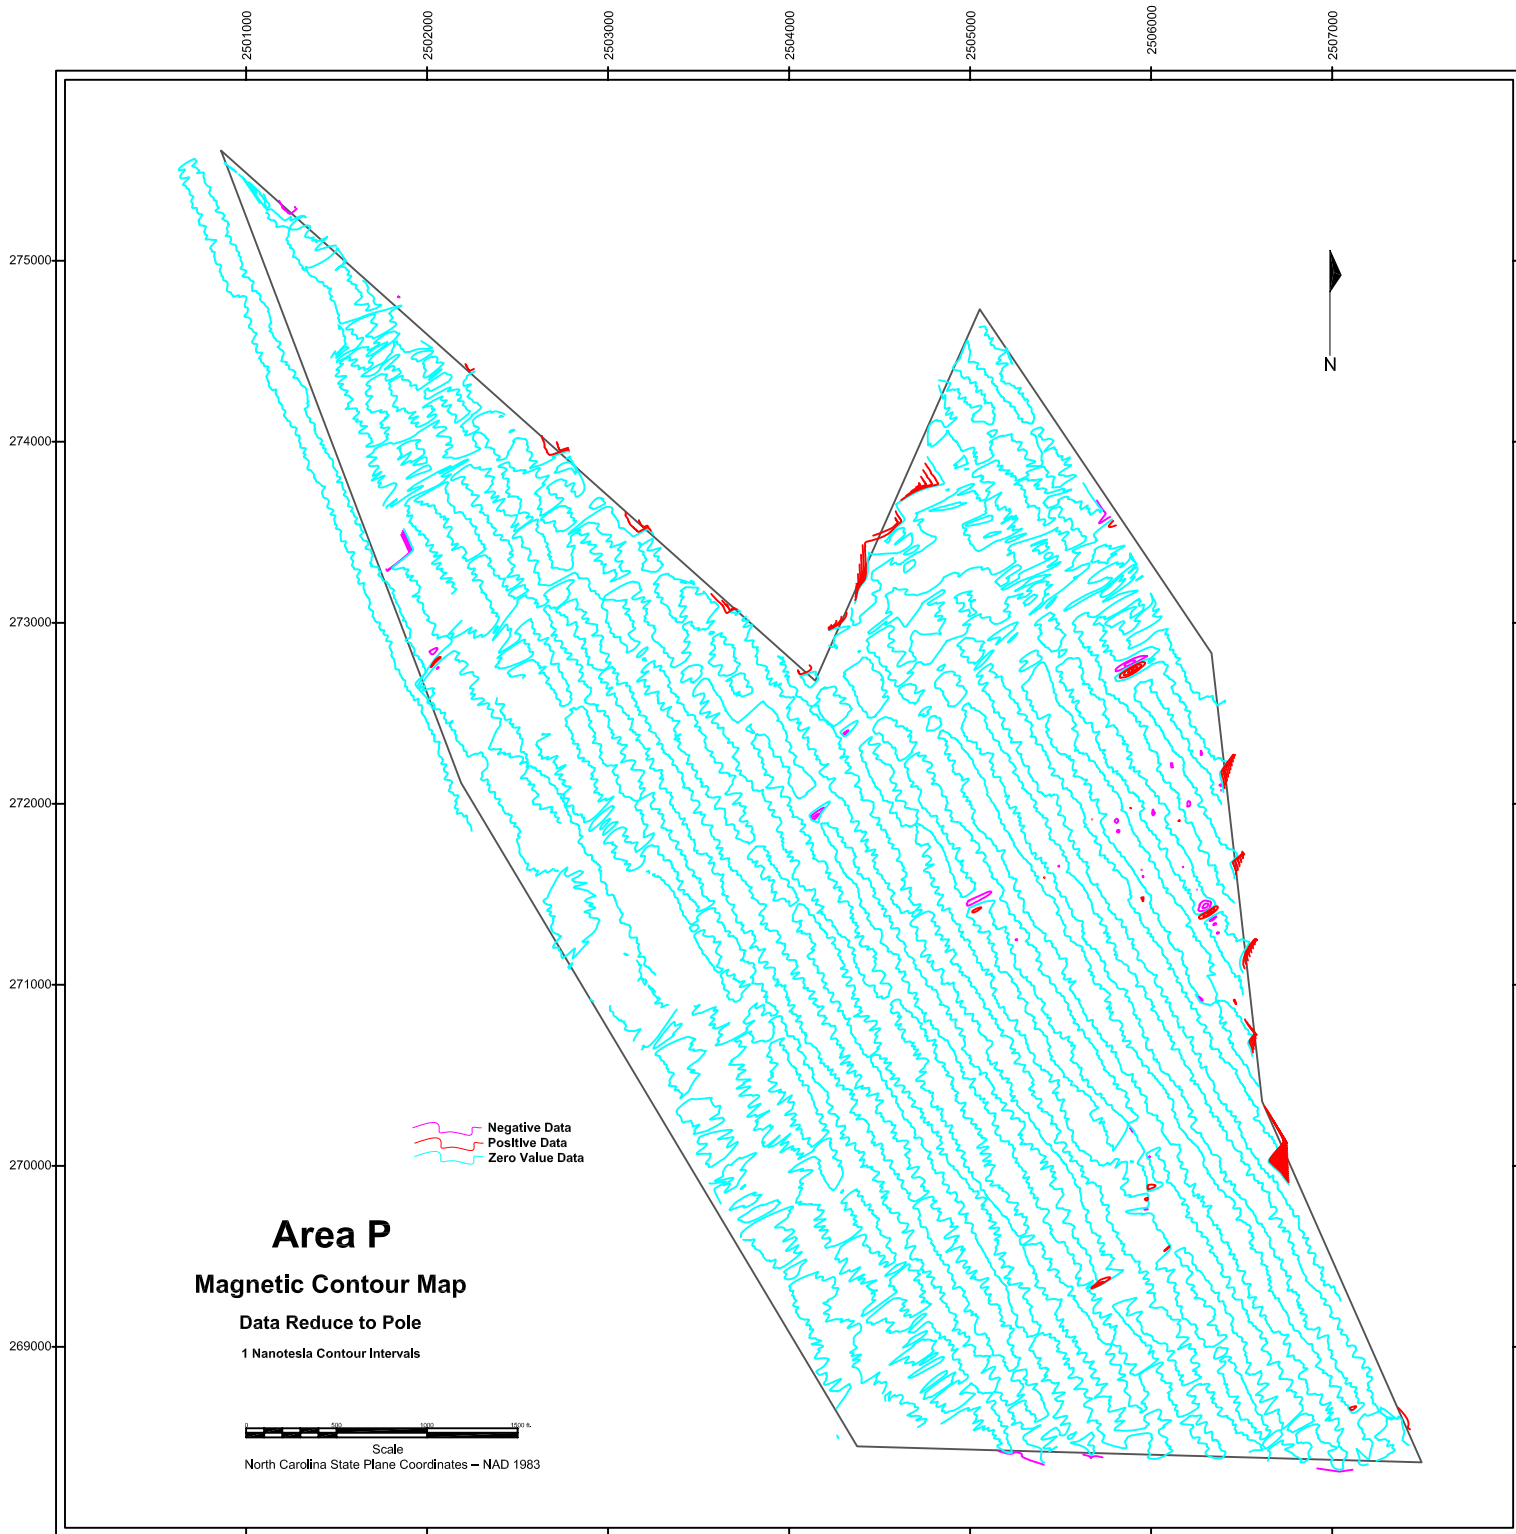 2501000
2502000
2503000
2504000
2505000
2506000
2507000
275000
274000
273000
272000
271000
270000
269000
N
Negative Data
Positive Data
Zero Value Data
Area P
Magnetic Contour Map
Data Reduce to Pole
1 Nanotesla Contour Intervals
0 500 1000 1500 ft.
Scale
North Carolina State Plane Coordinates – NAD 1983